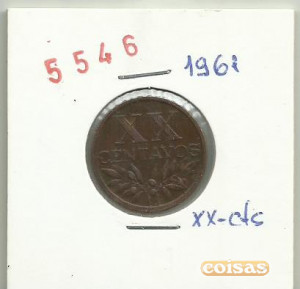 5546
1961
XX
CENTAVOS
xx-cts
coisas